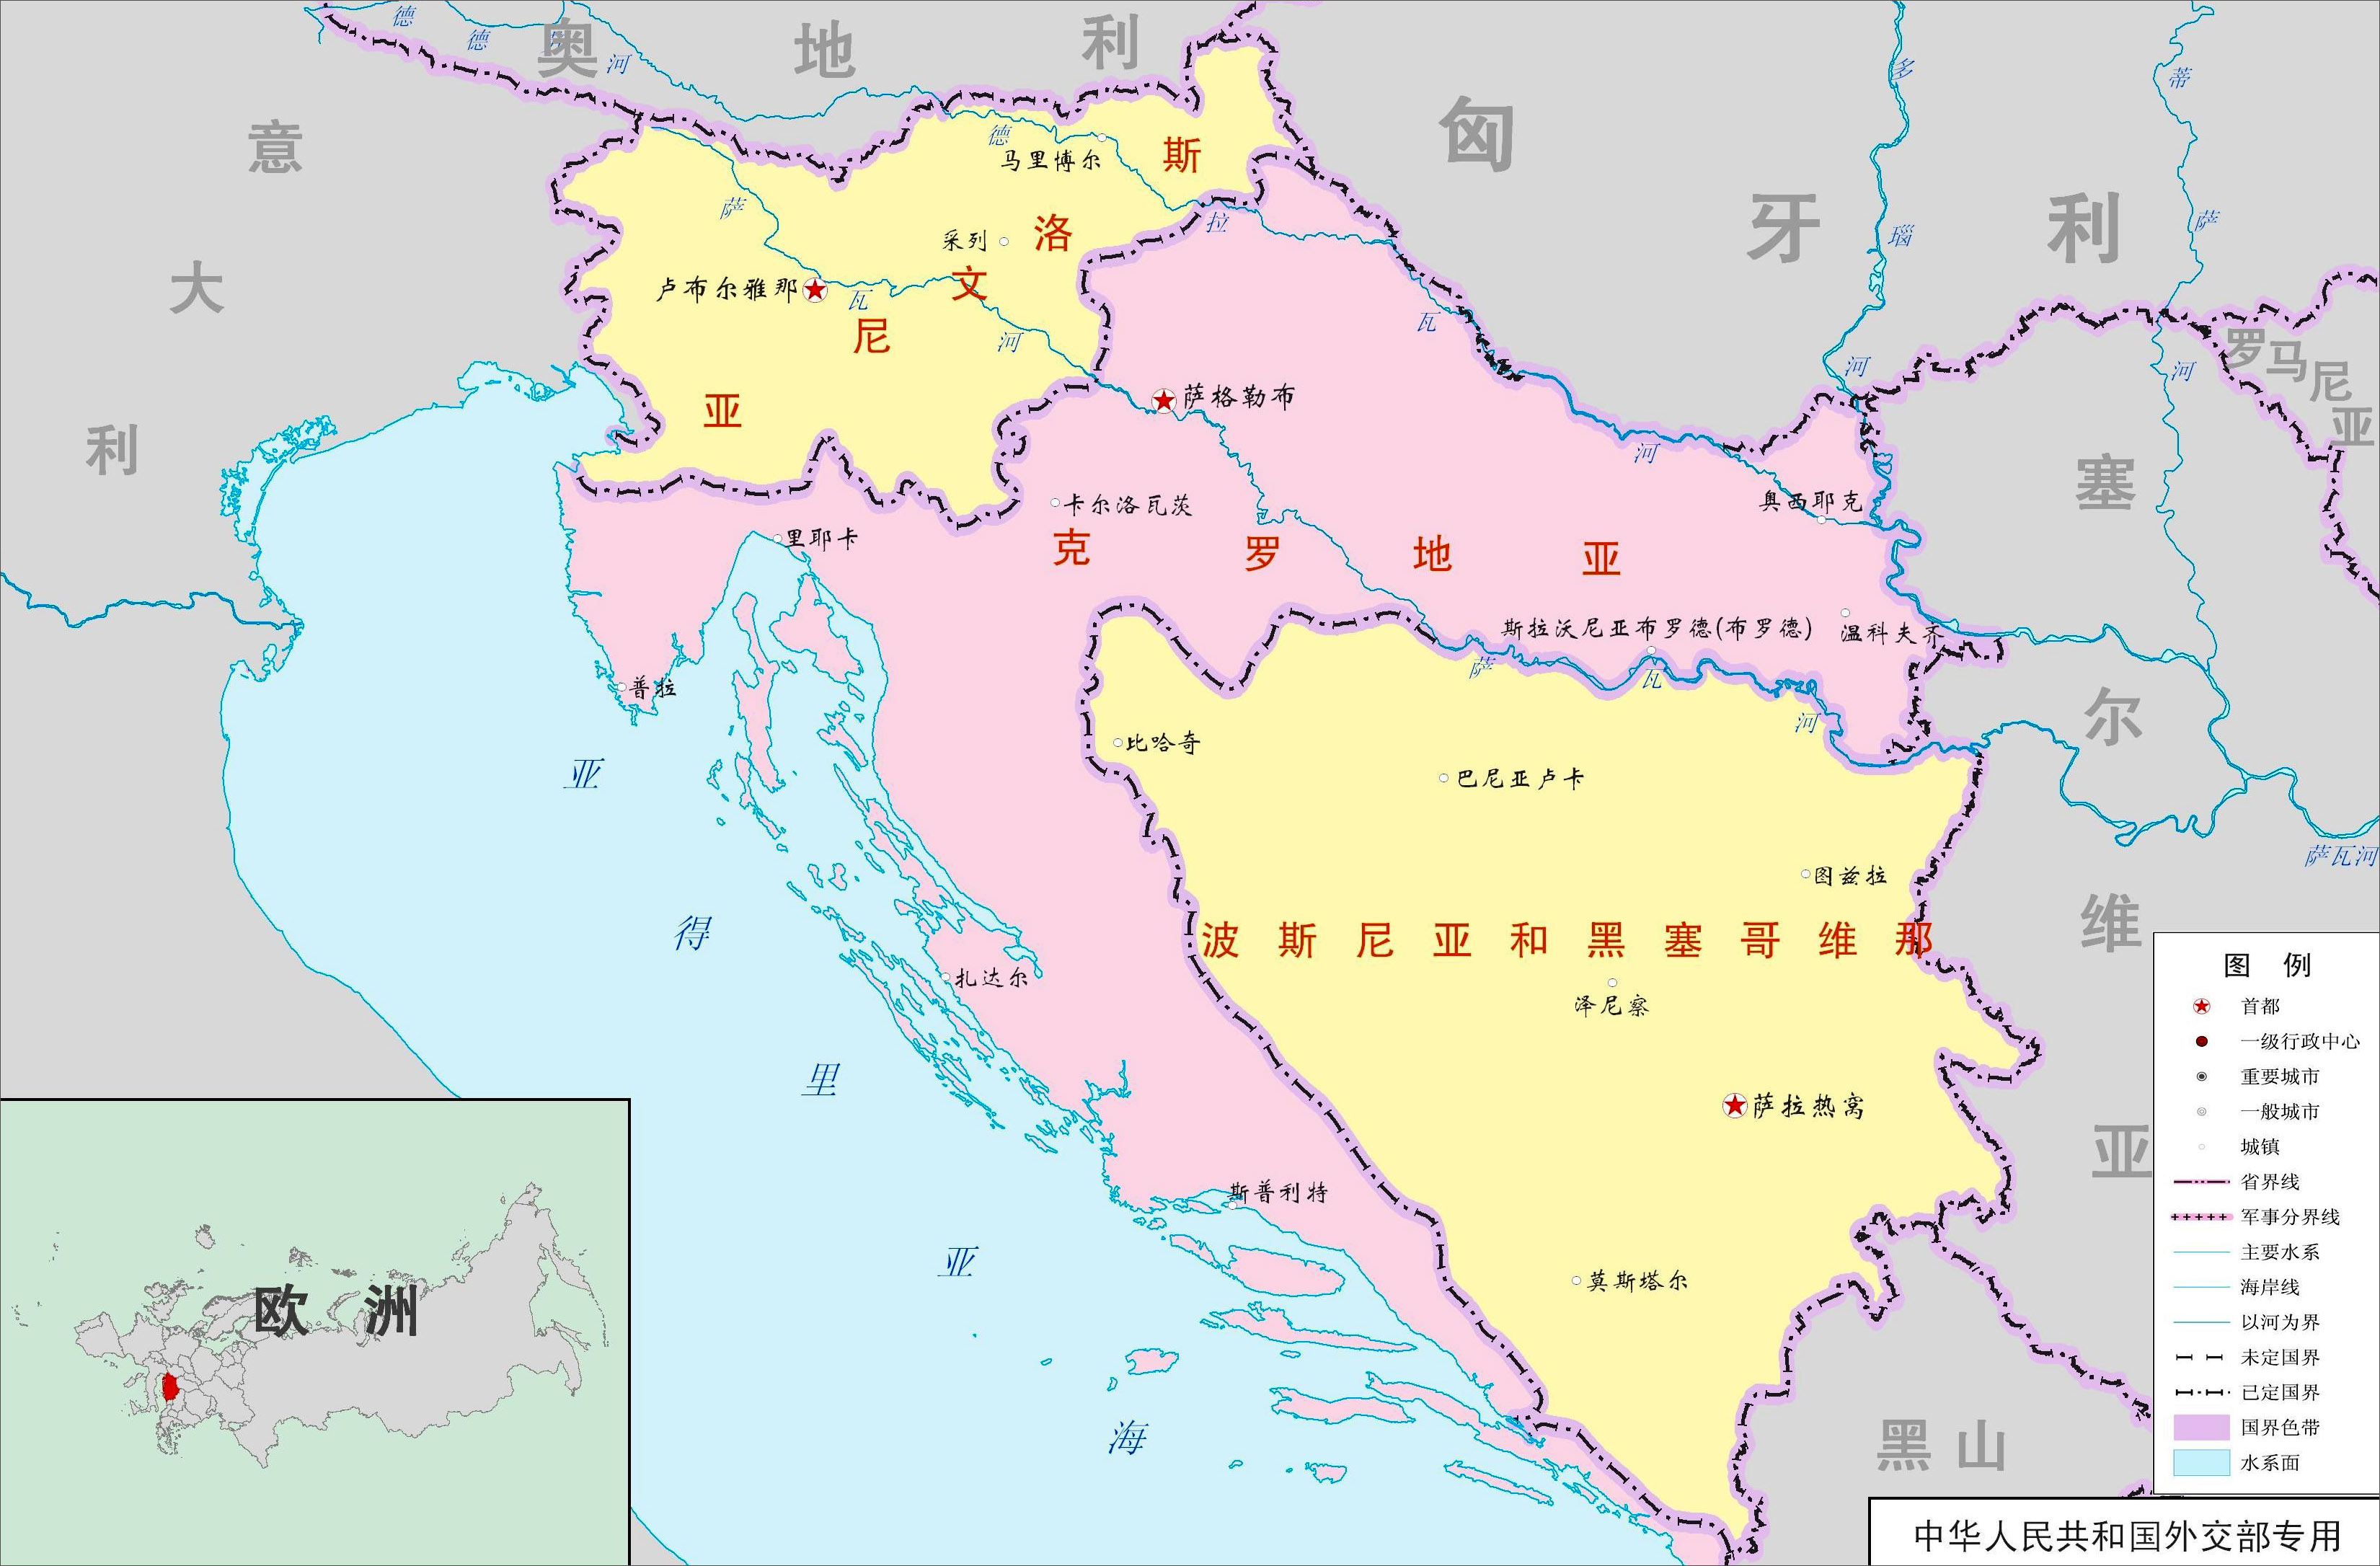 奥地利
德拉河
德
意大利
匈牙利
多瑙河
蒂萨河
罗马尼亚
塞尔维亚
黑山
斯洛文尼亚
德拉瓦河
马里博尔
采列
卢布尔雅那
萨瓦河
萨格勒布
卡尔洛瓦茨
里耶卡
普拉
克罗地亚
奥西耶克
斯拉沃尼亚布罗德(布罗德)
温科夫齐
萨瓦河
萨瓦河
比哈奇
巴尼亚卢卡
图兹拉
波斯尼亚和黑塞哥维那
泽尼察
萨拉热窝
莫斯塔尔
扎达尔
斯普利特
亚得里亚海
欧洲
图例
首都
一级行政中心
重要城市
一般城市
城镇
省界线
军事分界线
主要水系
海岸线
以河为界
未定国界
已定国界
国界色带
水系面
中华人民共和国外交部专用